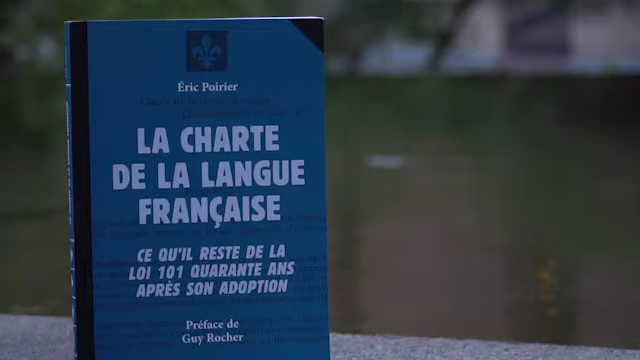 Éric Poirier
LA CHARTE
DE LA LANGUE
FRANÇAISE
CE QU'IL RESTE DE LA
LOI 101 QUARANTE ANS
APRÈS SON ADOPTION
Préface de
Guy Rocher